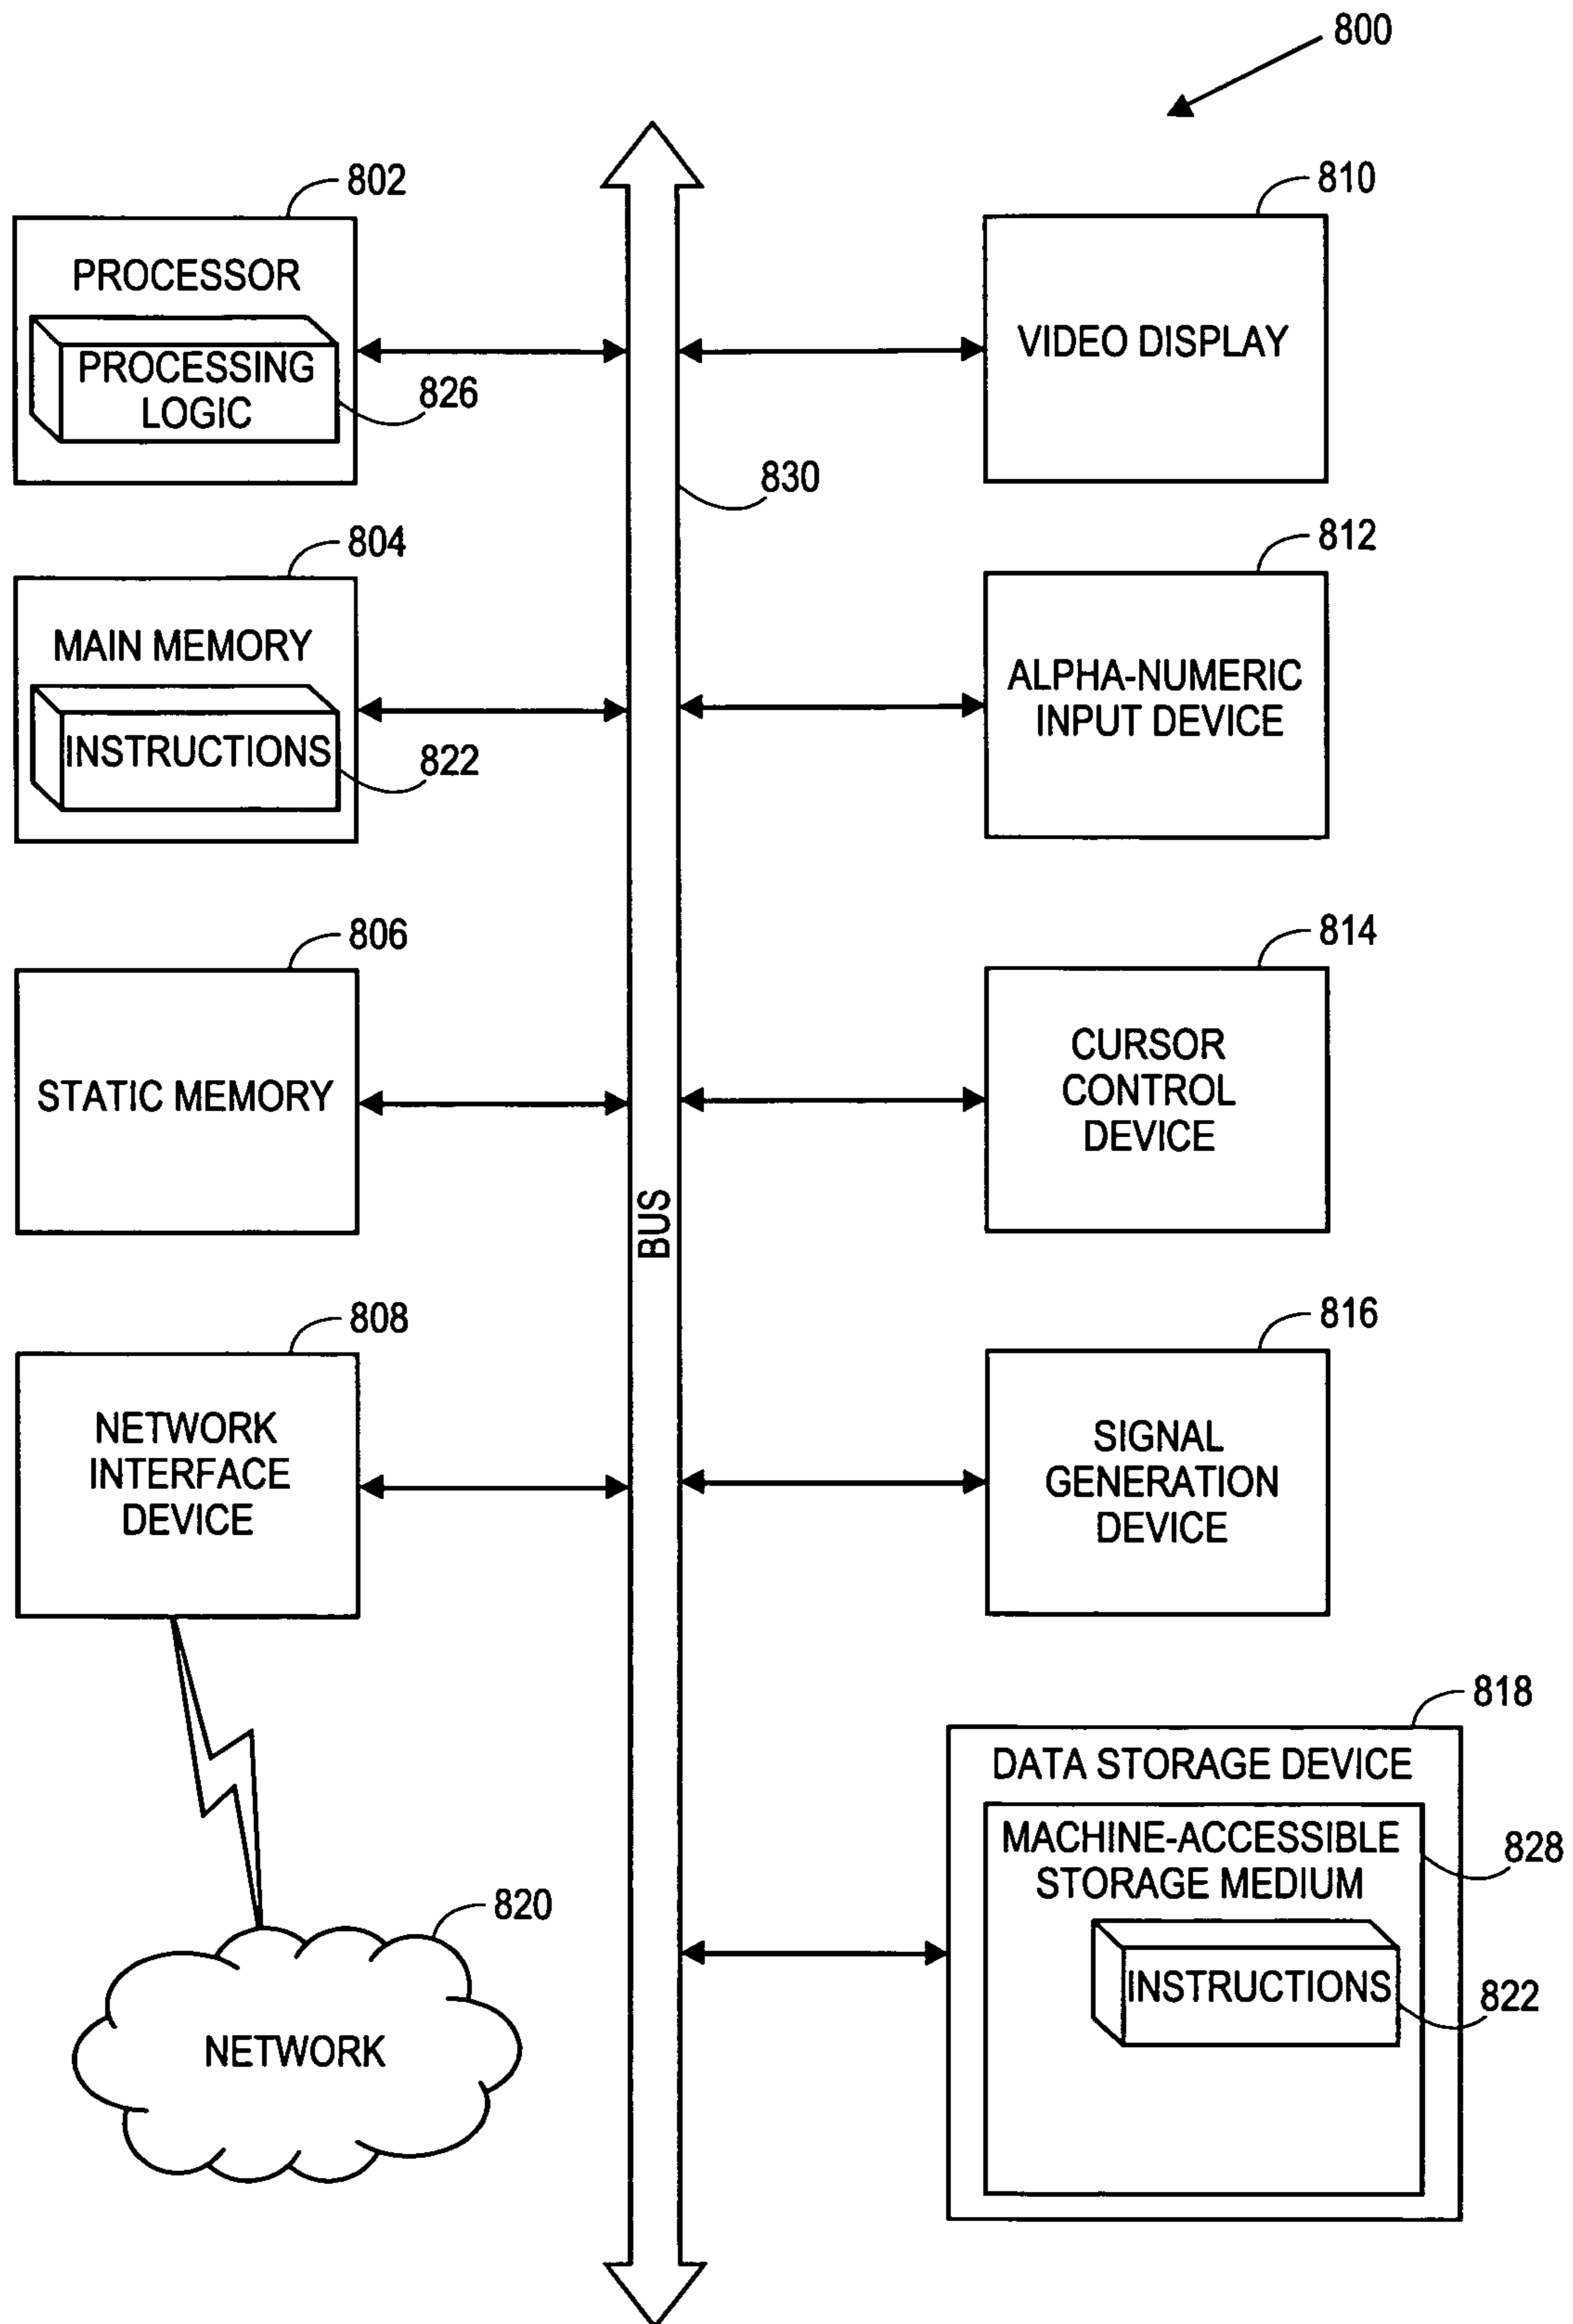 800
802
PROCESSOR
PROCESSING
LOGIC
826
804
MAIN MEMORY
INSTRUCTIONS
822
806
STATIC MEMORY
808
NETWORK
INTERFACE
DEVICE
820
NETWORK
830
BUS
810
VIDEO DISPLAY
812
ALPHA-NUMERIC
INPUT DEVICE
814
CURSOR
CONTROL
DEVICE
816
SIGNAL
GENERATION
DEVICE
818
DATA STORAGE DEVICE
MACHINE-ACCESSIBLE
STORAGE MEDIUM
828
INSTRUCTIONS
822